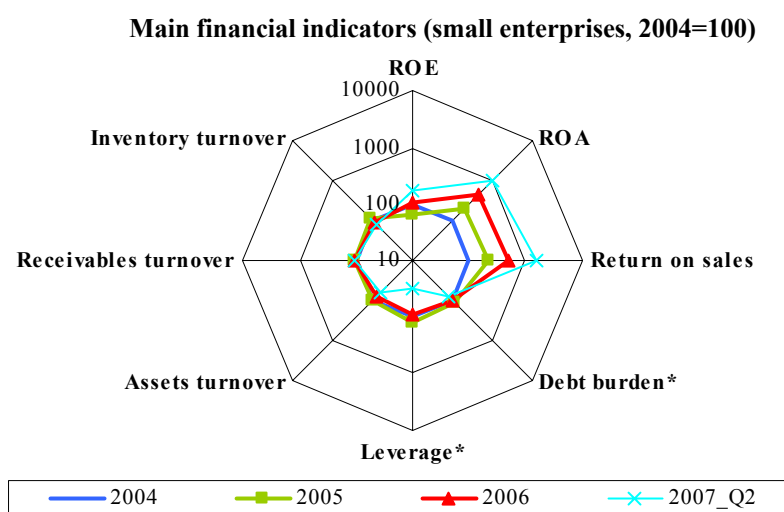 Main financial indicators (small enterprises, 2004=100)
ROE
10000
Inventory turnover
ROA
1000
100
Receivables turnover
10
Return on sales
Assets turnover
Debt burden*
Leverage*
2004 2005 2006 2007_Q2